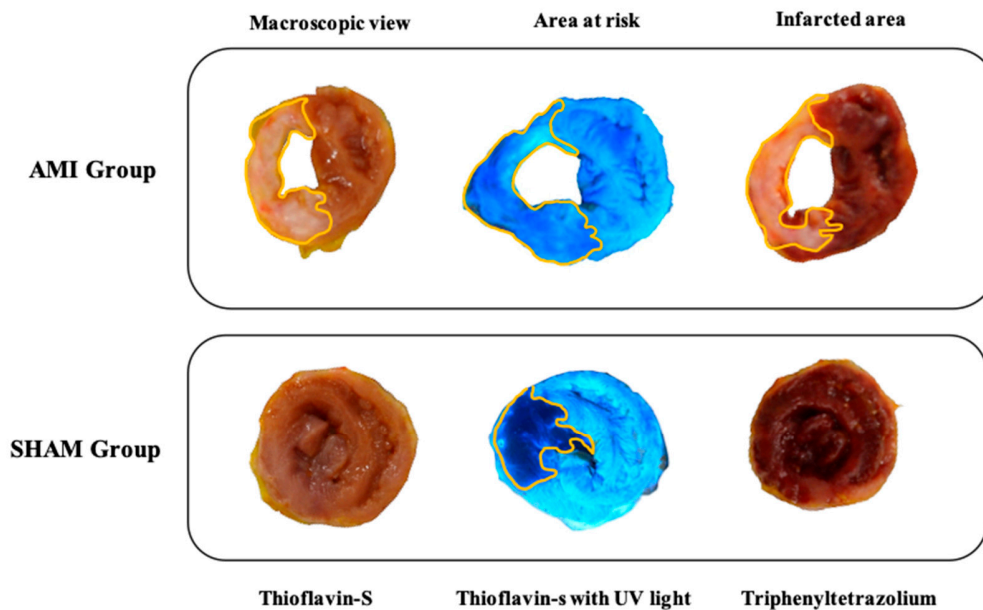 Macroscopic view
Area at risk
Infarcted area
AMI Group
SHAM Group
Thioflavin-S
Thioflavin-s with UV light
Triphenyltetrazolium